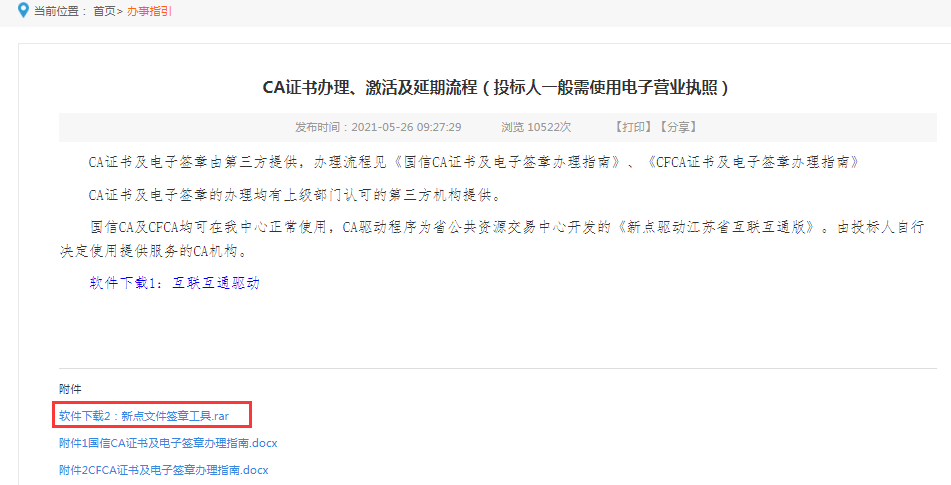 当前位置： 首页> 办事指引
CA证书办理、激活及延期流程（投标人一般需使用电子营业执照）
发布时间：2021-05-26 09:27:29 浏览 10522次 【打印】【分享】
CA证书及电子签章由第三方提供，办理流程见《国信CA证书及电子签章办理指南》、《CFCA证书及电子签章办理指南》
CA证书及电子签章的办理均有上级部门认可的第三方机构提供。
国信CA及CFCA均可在我中心正常使用，CA驱动程序为省公共资源交易中心开发的《新点驱动江苏省互联互通版》。由投标人自行
决定使用提供服务的CA机构。
软件下载1：互联互通驱动
附件
软件下载2：新点文件签章工具.rar
附件1国信CA证书及电子签章办理指南.docx
附件2CFCA证书及电子签章办理指南.docx